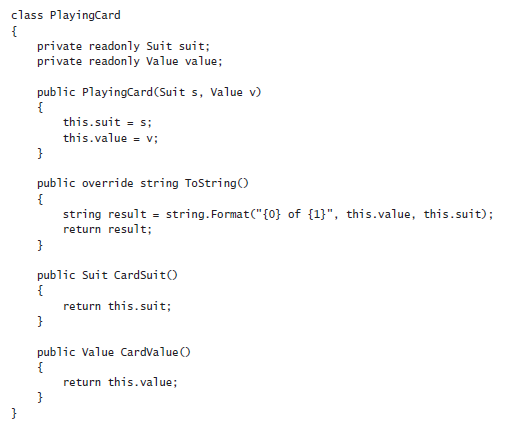 class PlayingCard
{
    private readonly Suit suit;
    private readonly Value value;

    public PlayingCard(Suit s, Value v)
    {
        this.suit = s;
        this.value = v;
    }

    public override string ToString()
    {
        string result = string.Format("{0} of {1}", this.value, this.suit);
        return result;
    }

    public Suit CardSuit()
    {
        return this.suit;
    }

    public Value CardValue()
    {
        return this.value;
    }
}